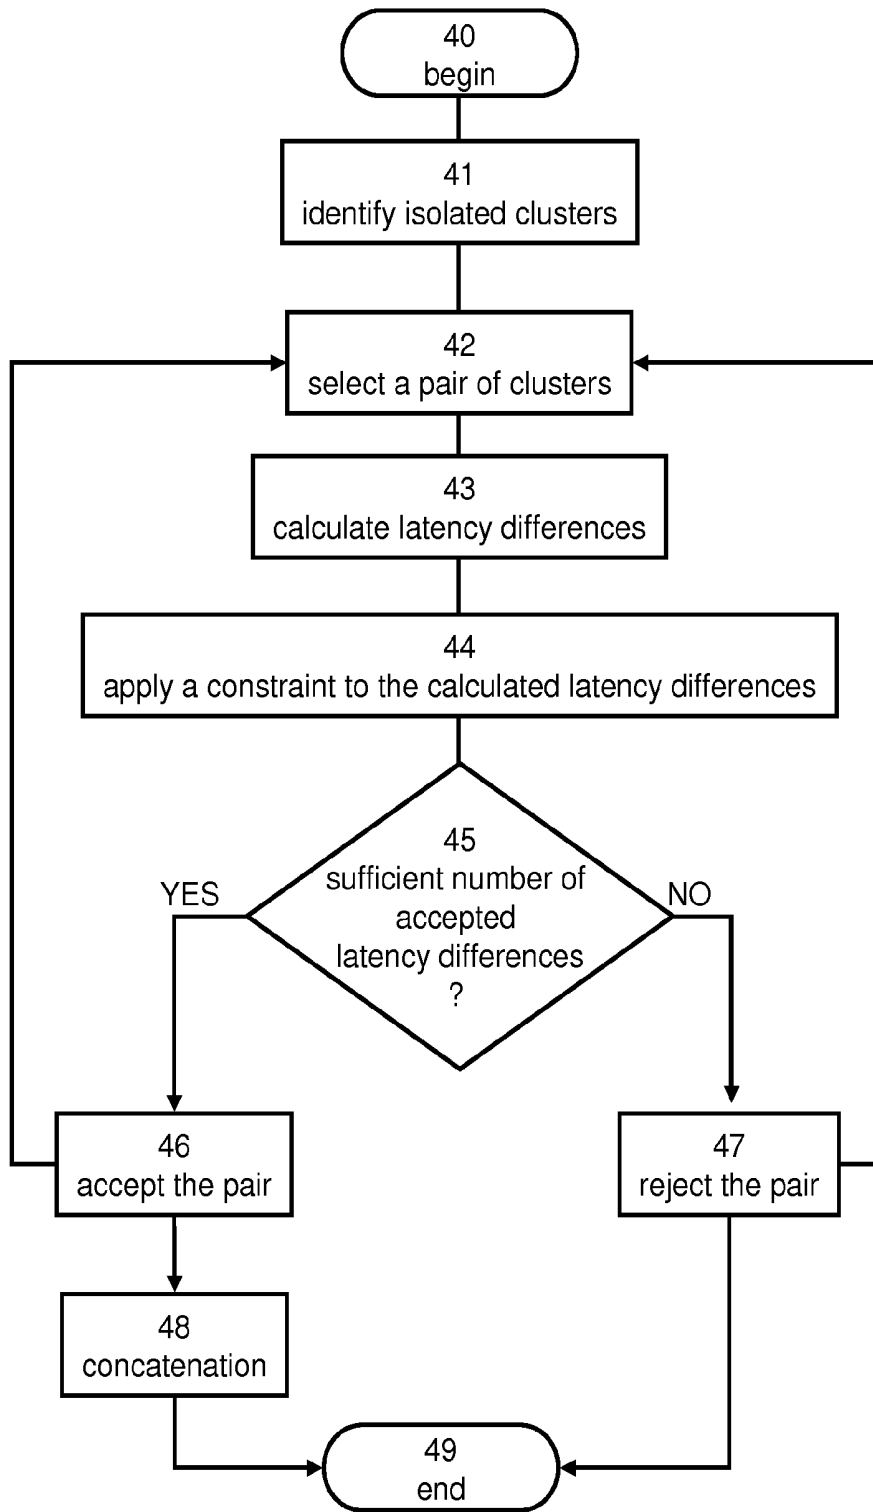 40
begin
41
identify isolated clusters
42
select a pair of clusters
43
calculate latency differences
44
apply a constraint to the calculated latency differences
45
sufficient number of
accepted
latency differences
?
YES
NO
46
accept the pair
47
reject the pair
48
concatenation
49
end